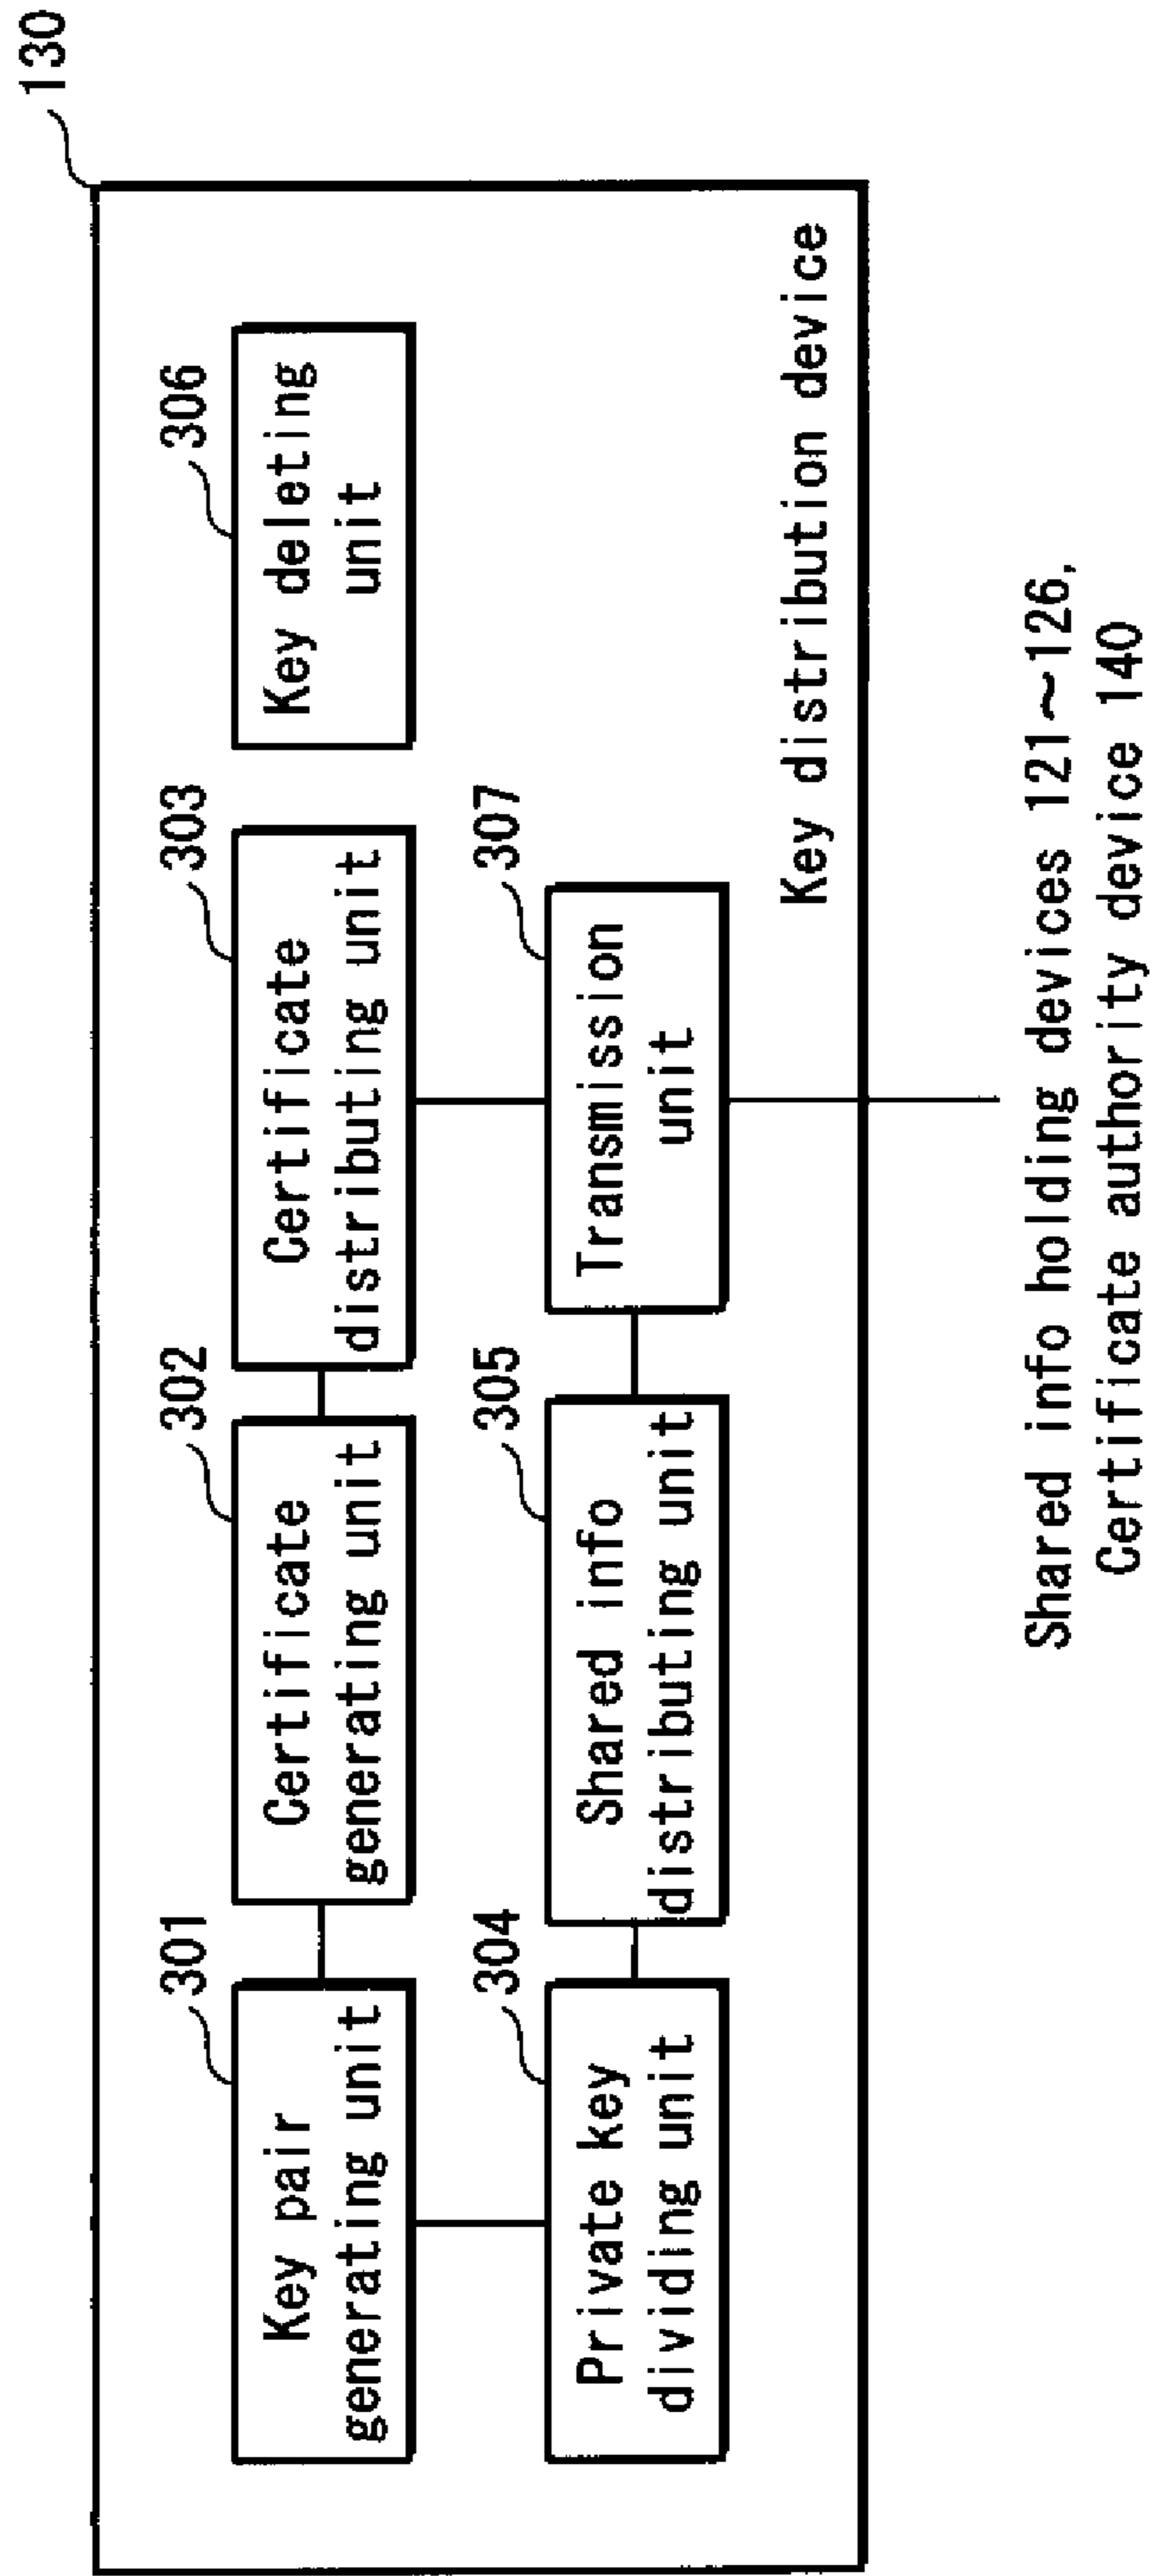 130
301
Key pair
generating unit
302
Certificate
generating unit
303
Certificate
distributing unit
306
Key deleting
unit
304
Private key
dividing unit
305
Shared info
distributing unit
307
Transmission
unit
Key distribution device
Shared info holding devices 121~126,
Certificate authority device 140